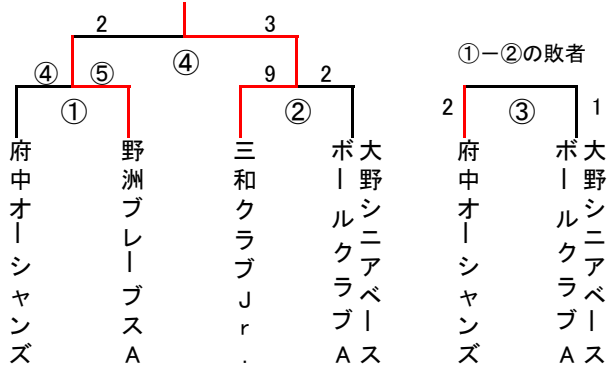 2 3
④
①－②の敗者
④ ⑤ 9 2
① ②
2 ③ 1
府中オーシャンズ
野洲ブレーブスA
三和クラブJr.
大野シニアベース
ボールクラブA
府中オーシャンズ
大野シニアベース
ボールクラブA